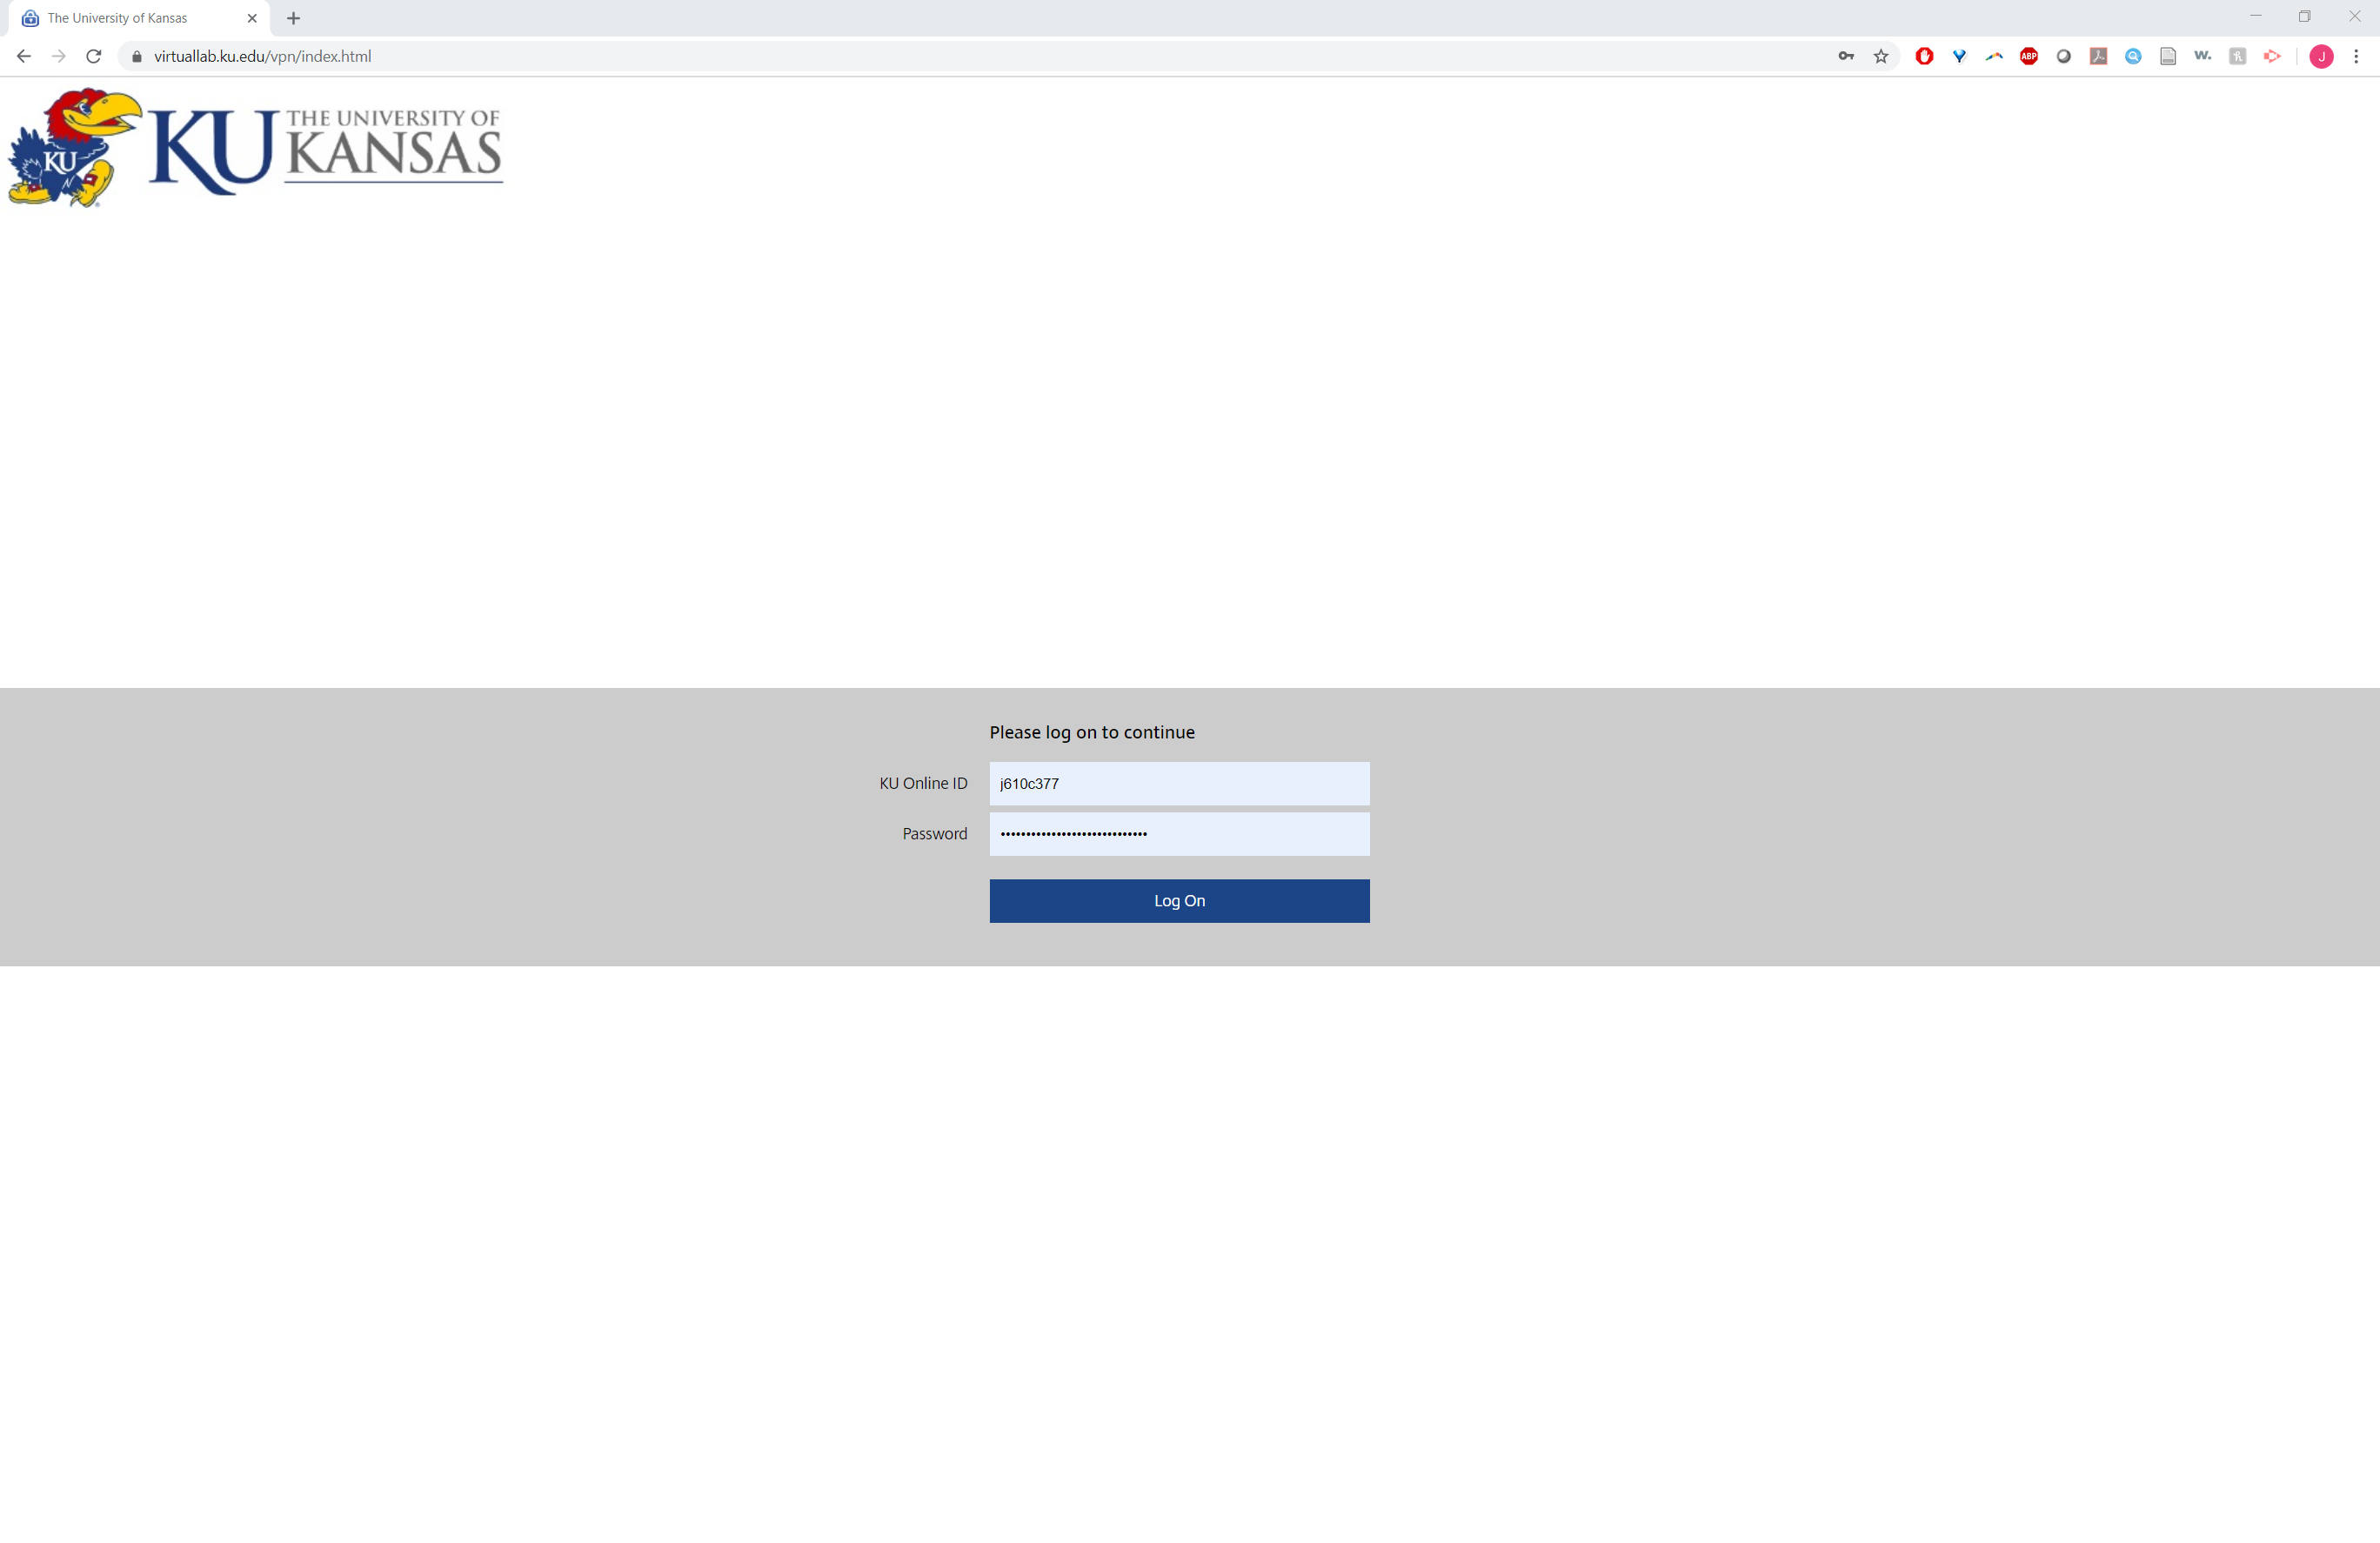 The University of Kansas
virtuallab.ku.edu/vpn/index.html
ABP
W.
J
KU
KU
THE UNIVERSITY OF
KANSAS
Please log on to continue
KU Online ID
j610c377
Password
•••••••••••••••••••••••••••••
Log On